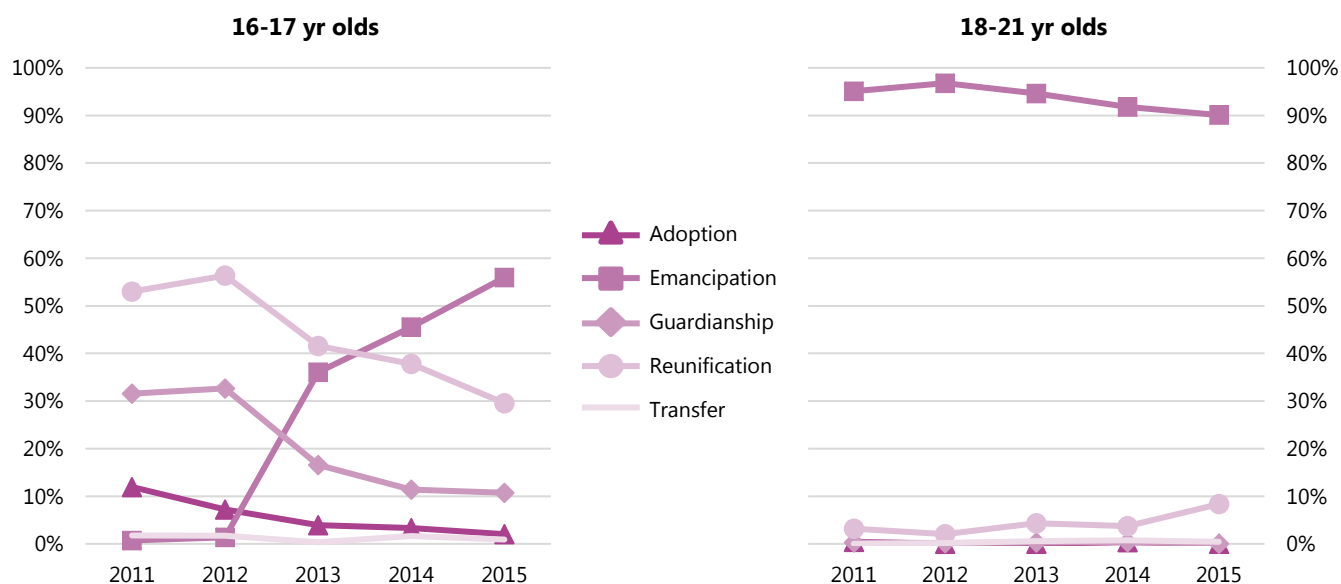 16-17 yr olds
100%
90%
80%
70%
60%
50%
40%
30%
20%
10%
0%
2011 2012 2013 2014 2015
Adoption
Emancipation
Guardianship
Reunification
Transfer
18-21 yr olds
100%
90%
80%
70%
60%
50%
40%
30%
20%
10%
0%
2011 2012 2013 2014 2015